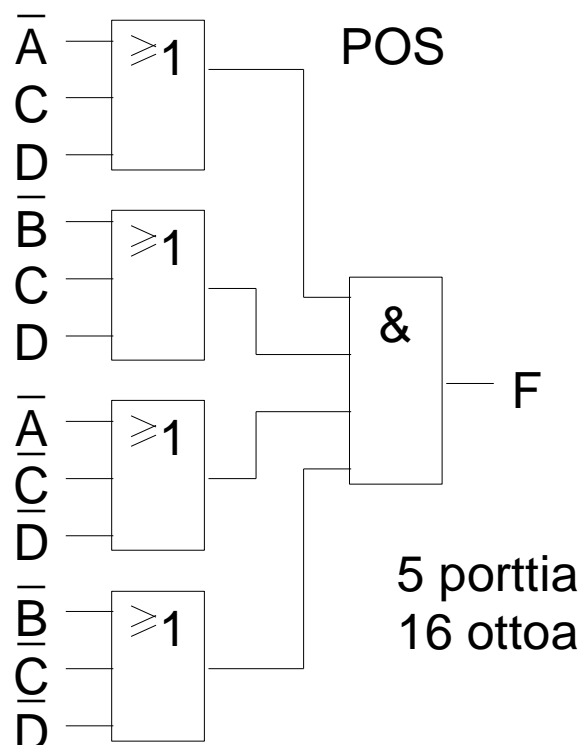 A̅ ≥1 POS
C
D
B̅ ≥1
C
D
&
F
A̅ ≥1
C̅
D̅
5 porttia
16 ottoa
B̅ ≥1
C̅
D̅